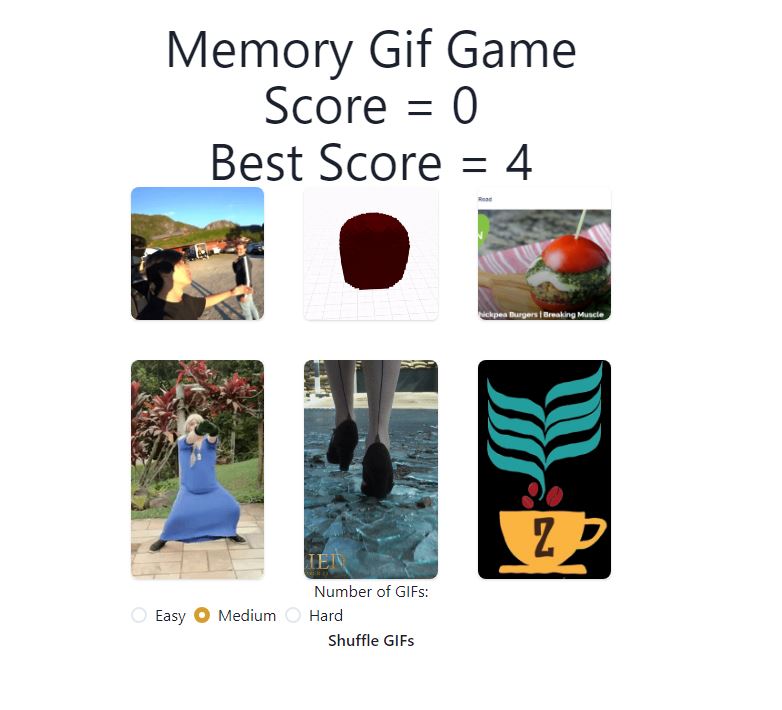 Memory Gif Game
Score = 0
Best Score = 4
Read
hickpea Burgers | Breaking Muscle
Z
Number of GIFs:
Easy Medium Hard
Shuffle GIFs